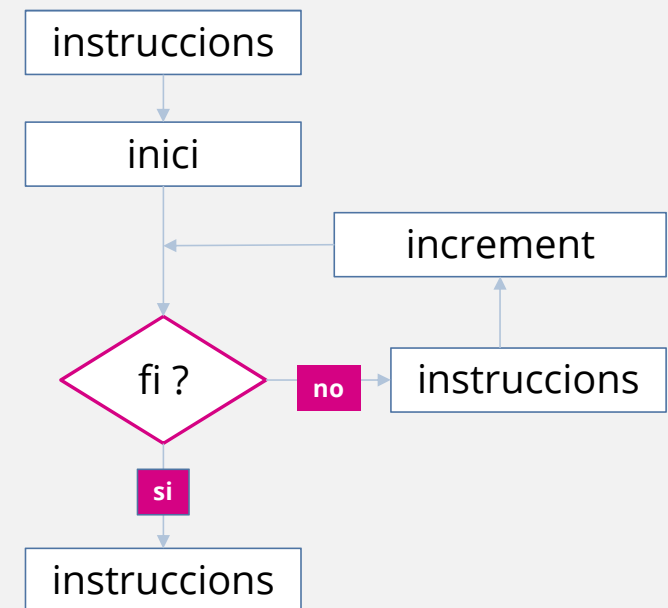 instruccions
inici
increment
fi ?
no
instruccions
si
instruccions